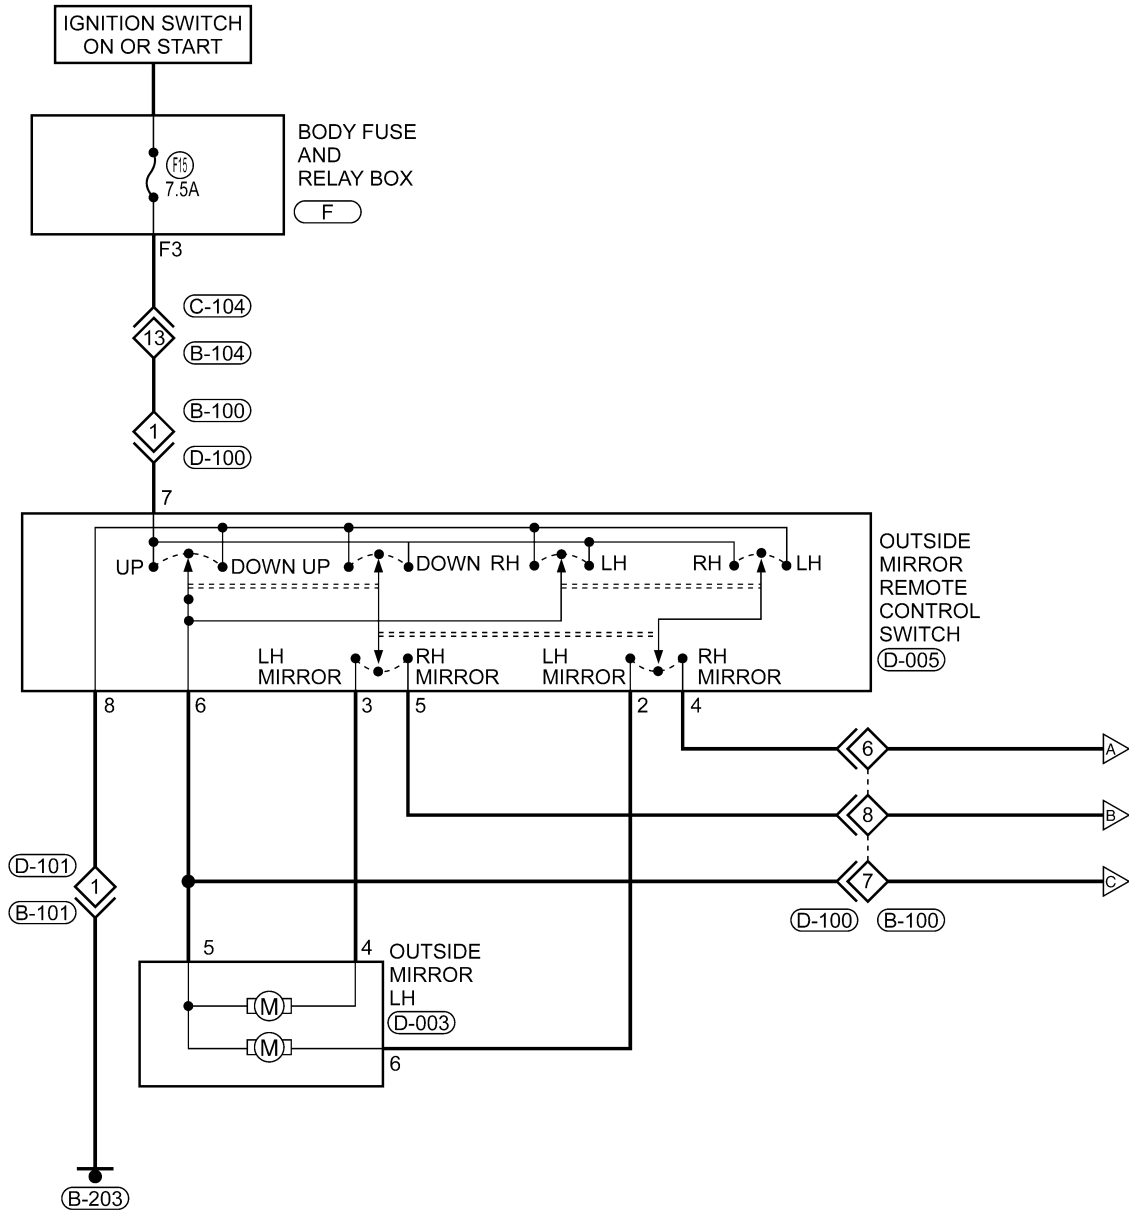 IGNITION SWITCH
ON OR START
BODY FUSE
AND
RELAY BOX
F
F15
7.5A
F3
C-104
13
B-104
B-100
1
D-100
7
UP
DOWN
UP
DOWN
RH
LH
RH
LH
OUTSIDE
MIRROR
REMOTE
CONTROL
SWITCH
D-005
LH
MIRROR
RH
MIRROR
LH
MIRROR
RH
MIRROR
8
6
3
5
2
4
6
A
8
B
7
C
D-100
B-100
D-101
1
B-101
5
4
OUTSIDE
MIRROR
LH
D-003
M
M
6
B-203